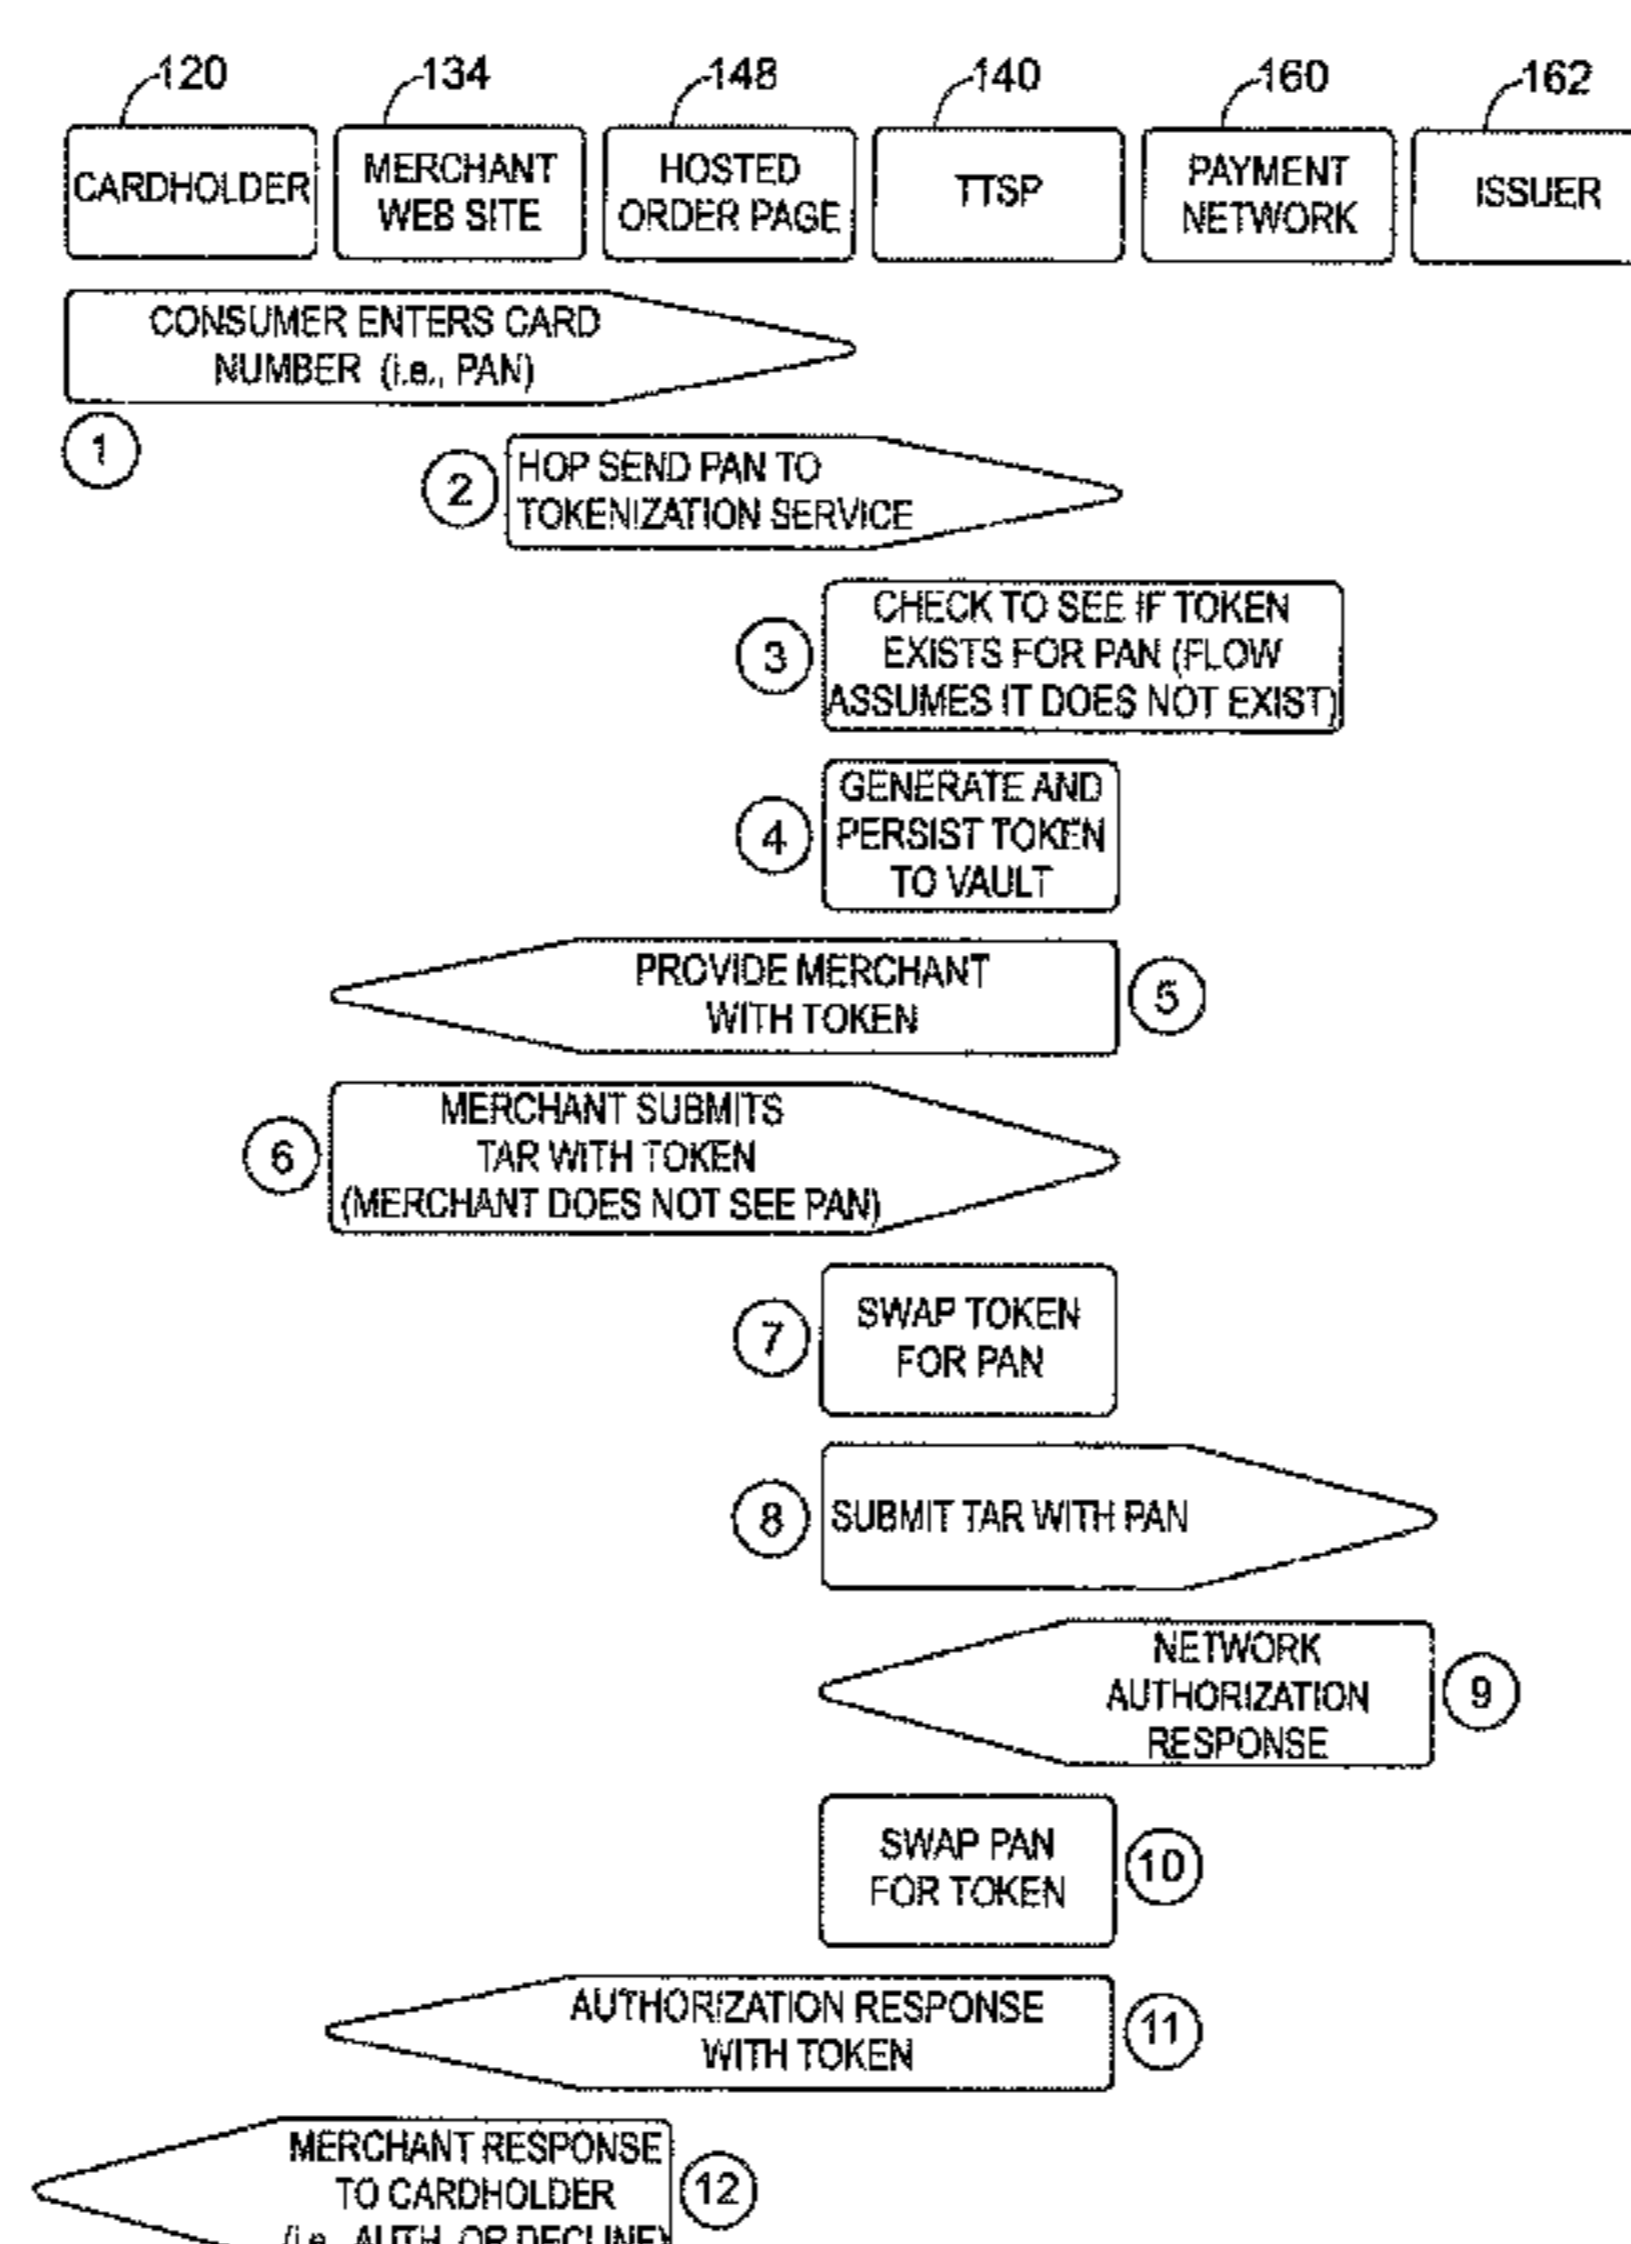 120
134
148
140
160
162
CARDHOLDER
MERCHANT
WEB SITE
HOSTED
ORDER PAGE
TTSP
PAYMENT
NETWORK
ISSUER
CONSUMER ENTERS CARD
NUMBER (i.e., PAN)
1
2
HOP SEND PAN TO
TOKENIZATION SERVICE
3
CHECK TO SEE IF TOKEN
EXISTS FOR PAN (FLOW
ASSUMES IT DOES NOT EXIST)
4
GENERATE AND
PERSIST TOKEN
TO VAULT
PROVIDE MERCHANT
WITH TOKEN
5
6
MERCHANT SUBMITS
TAR WITH TOKEN
(MERCHANT DOES NOT SEE PAN)
7
SWAP TOKEN
FOR PAN
8
SUBMIT TAR WITH PAN
NETWORK
AUTHORIZATION
RESPONSE
9
SWAP PAN
FOR TOKEN
10
AUTHORIZATION RESPONSE
WITH TOKEN
11
MERCHANT RESPONSE
TO CARDHOLDER
(i.e., AUTH. OR DECLINE)
12